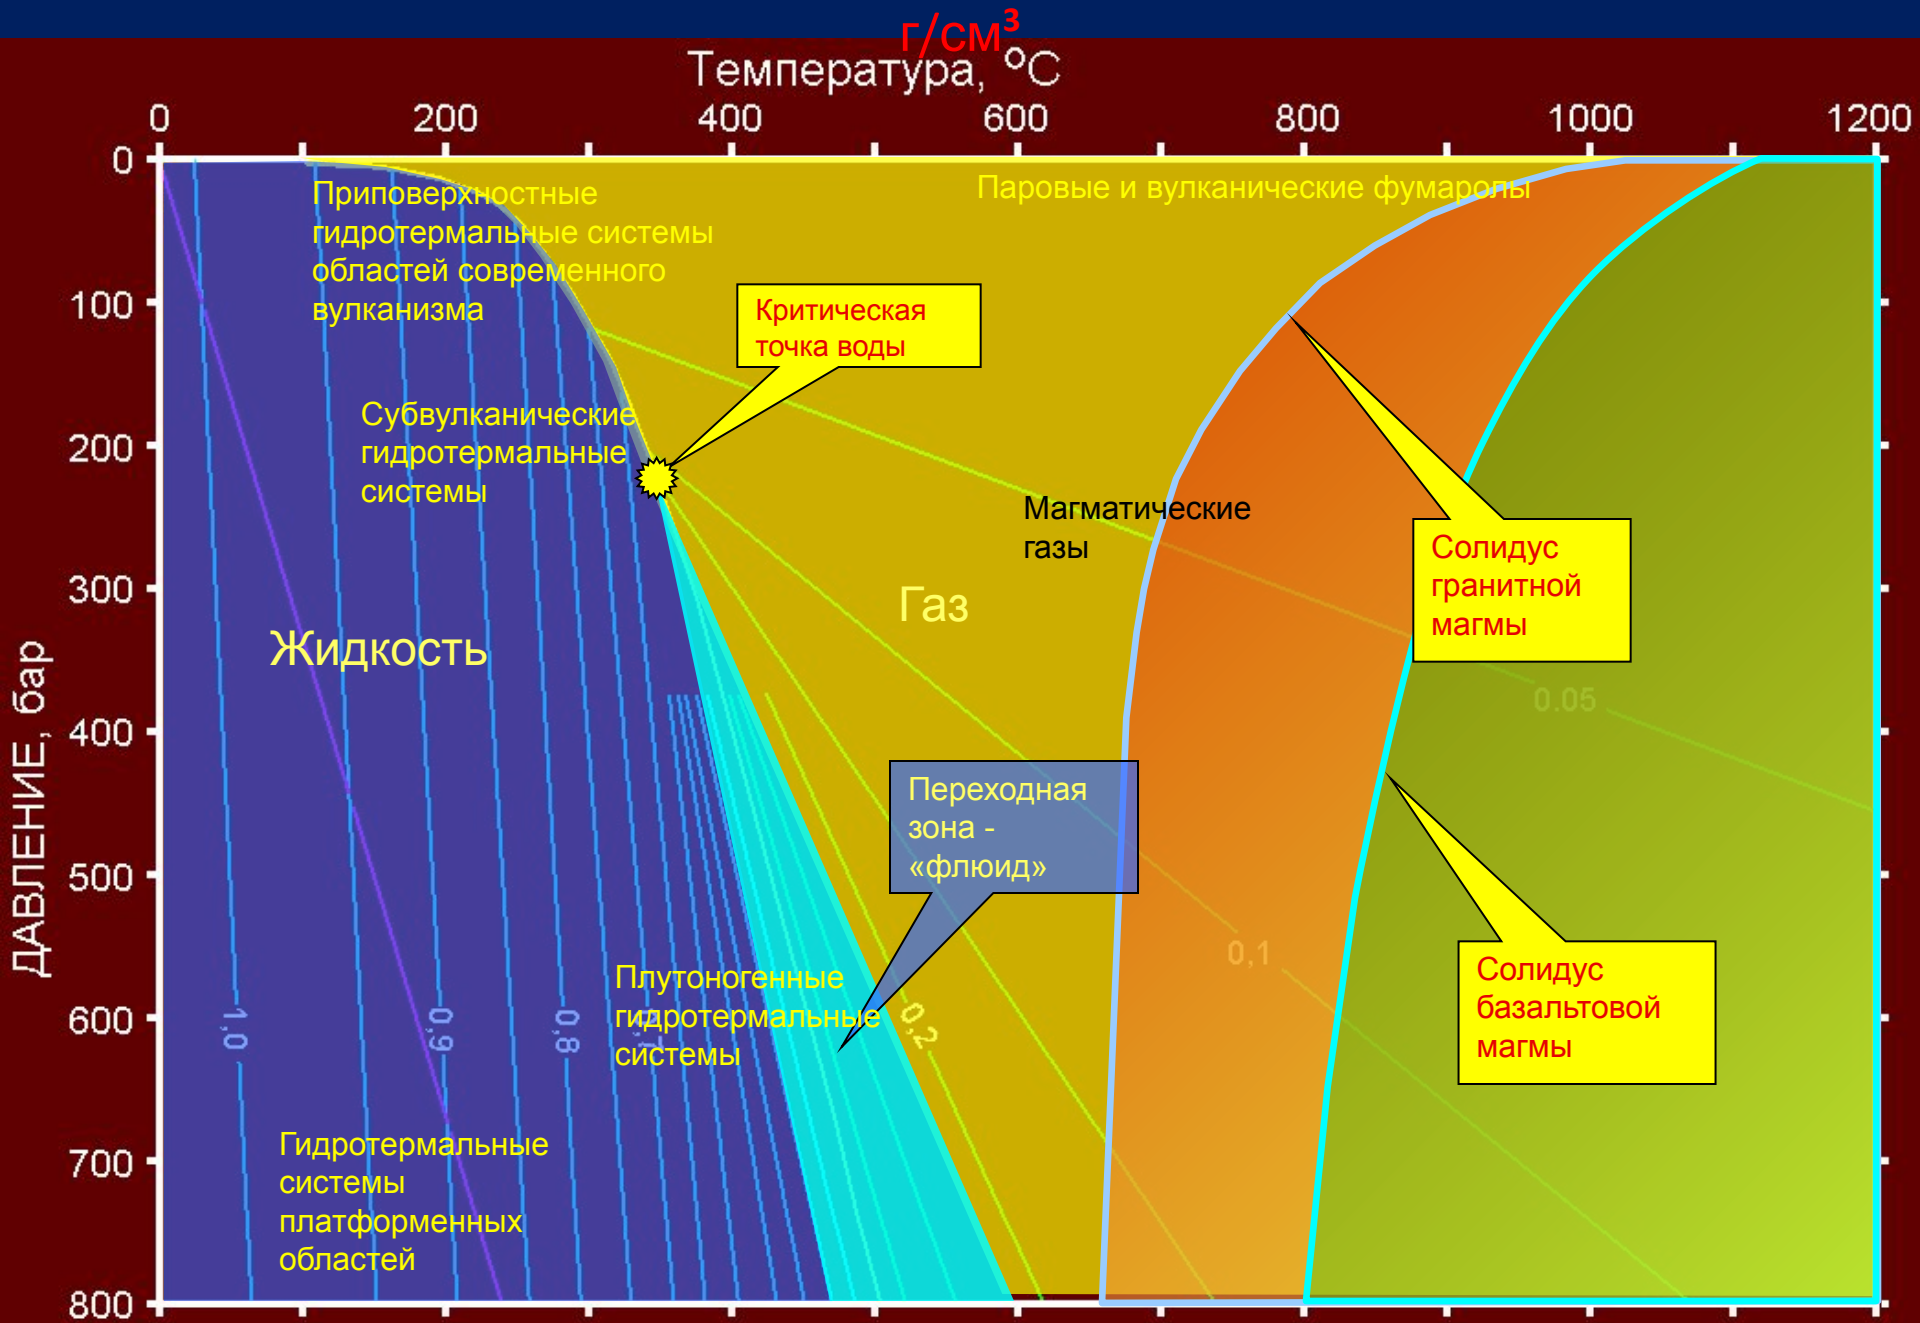 г/см³
Температура, ºС
0 200 400 600 800 1000 1200
0
100
200
300
400
500
600
700
800
ДАВЛЕНИЕ, бар
Приповерхностные
гидротермальные системы
областей современного
вулканизма
Паровые и вулканические фумаролы
Критическая
точка воды
Субвулканические
гидротермальные
системы
Магматические
газы
Солидус
гранитной
магмы
Газ
Жидкость
0.05
Переходная
зона -
«флюид»
0,1
Солидус
базальтовой
магмы
Плутоногенные
гидротермальные
системы
1,0
0,9
0,8
0,7
0,2
Гидротермальные
системы
платформенных
областей